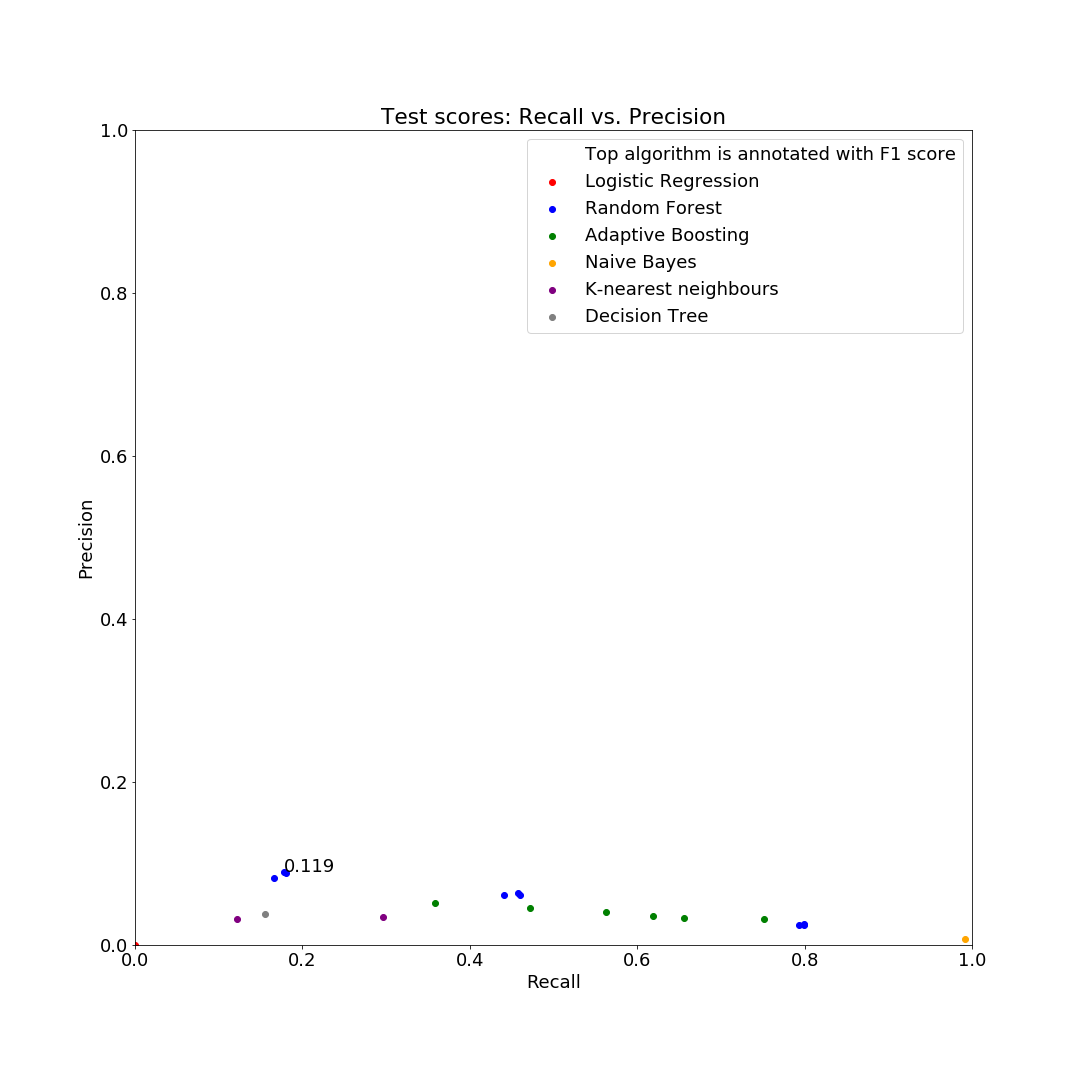 Test scores: Recall vs. Precision
1.0
Top algorithm is annotated with F1 score
Logistic Regression
Random Forest
Adaptive Boosting
Naive Bayes
K-nearest neighbours
Decision Tree
0.8
0.6
Precision
0.4
0.2
0.119
0.0
0.0 0.2 0.4 0.6 0.8 1.0
Recall